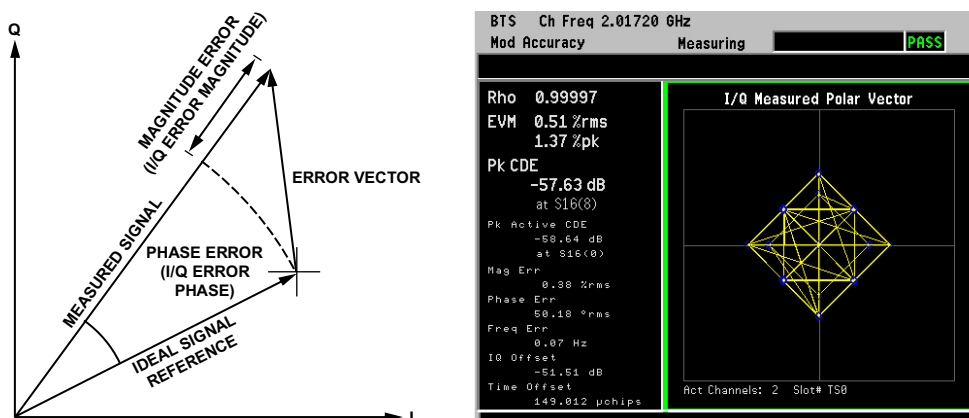 Q
MAGNITUDE ERROR
(I/Q ERROR MAGNITUDE)
MEASURED SIGNAL
ERROR VECTOR
PHASE ERROR
(I/Q ERROR
PHASE)
IDEAL SIGNAL
REFERENCE
BTS Ch Freq 2.01720 GHz
Mod Accuracy Measuring PASS
Rho 0.99997
EVM 0.51 %rms
1.37 %pk
Pk CDE
-57.63 dB
at S16(8)
Pk Active CDE
-58.64 dB
at S16(0)
Mag Err
0.38 %rms
Phase Err
50.18 °rms
Freq Err
0.07 Hz
IQ Offset
-51.51 dB
Time Offset
149.012 µchips
I/Q Measured Polar Vector
Act Channels: 2 Slot# TS0